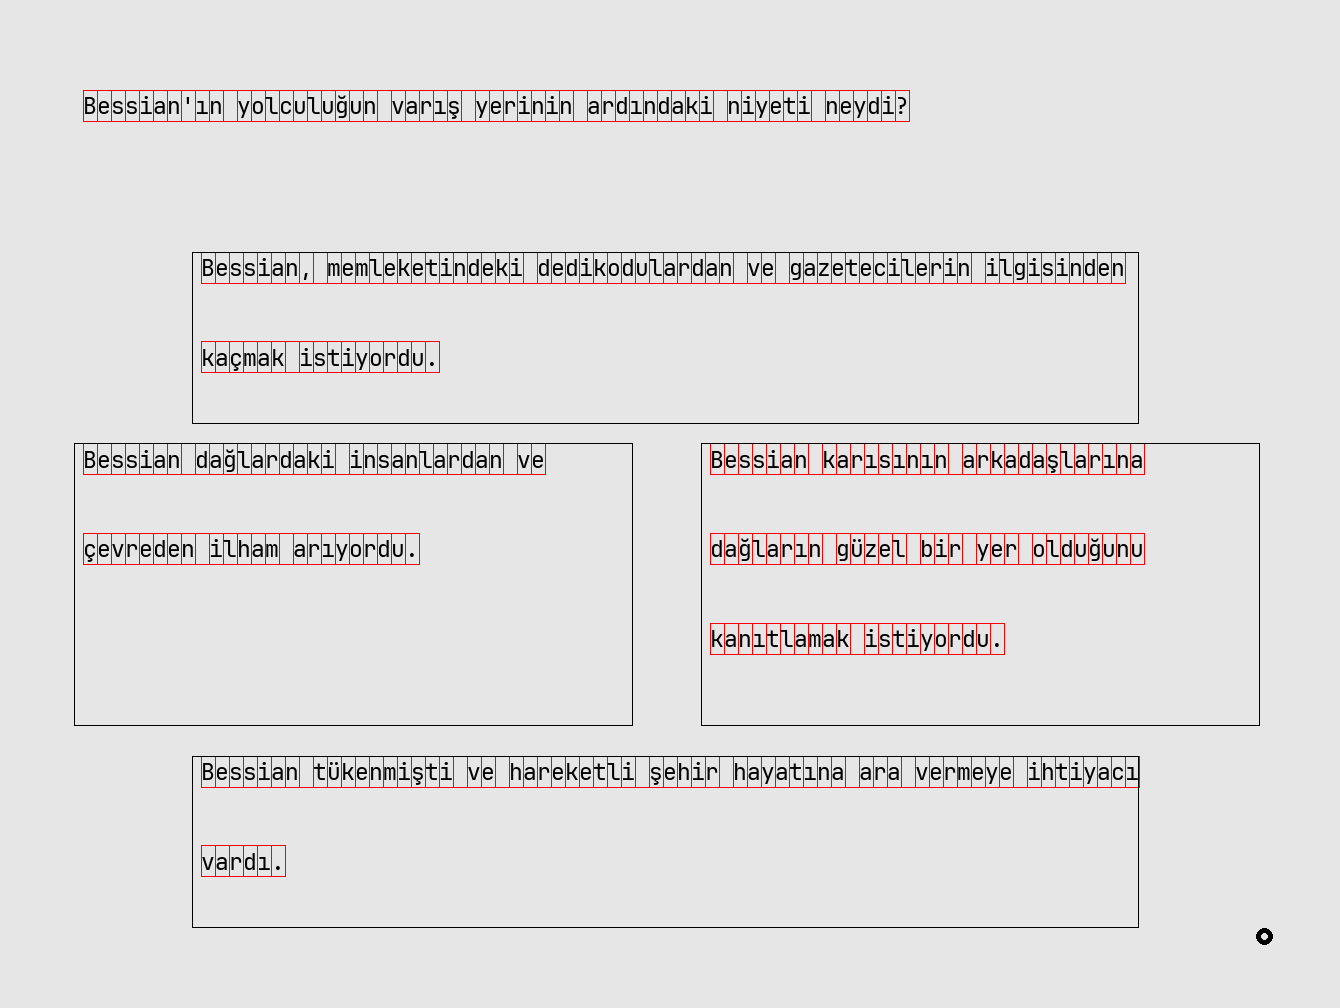 Bessian'ın yolculuğun varış yerinin ardındaki niyeti neydi?
Bessian, memleketindeki dedikodulardan ve gazetecilerin ilgisinden
kaçmak istiyordu.
Bessian dağlardaki insanlardan ve
çevreden ilham arıyordu.
Bessian karısının arkadaşlarına
dağların güzel bir yer olduğunu
kanıtlamak istiyordu.
Bessian tükenmişti ve hareketli şehir hayatına ara vermeye ihtiyacı
vardı.